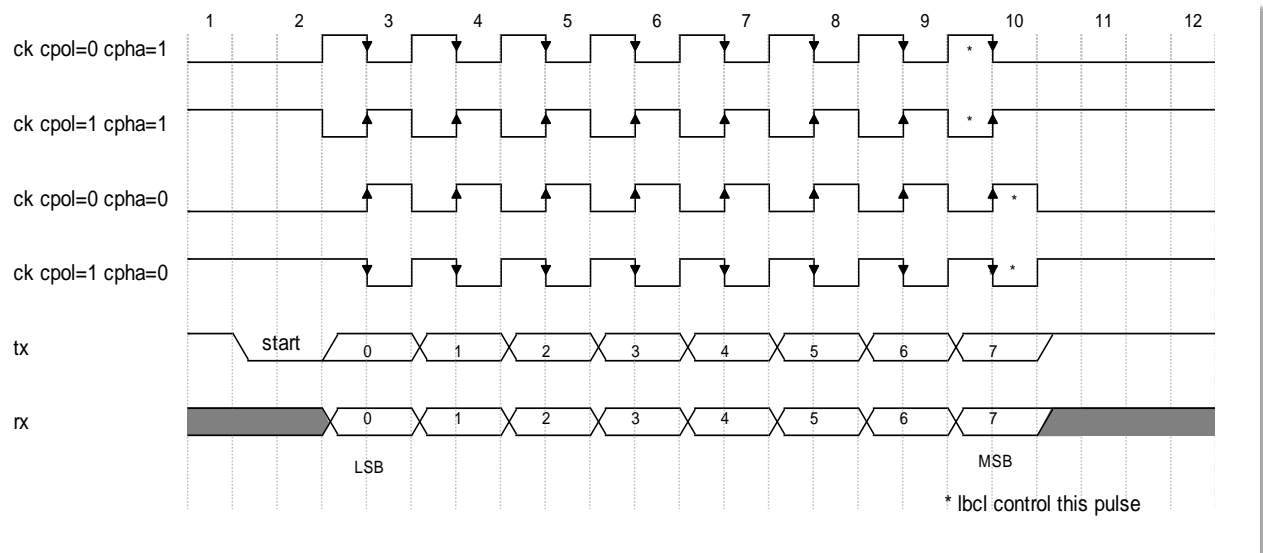 1 2 3 4 5 6 7 8 9 10 11 12
ck cpol=0 cpha=1 *
ck cpol=1 cpha=1 *
ck cpol=0 cpha=0 *
ck cpol=1 cpha=0 *
tx start 0 1 2 3 4 5 6 7
rx 0 1 2 3 4 5 6 7
LSB MSB
* lbcl control this pulse